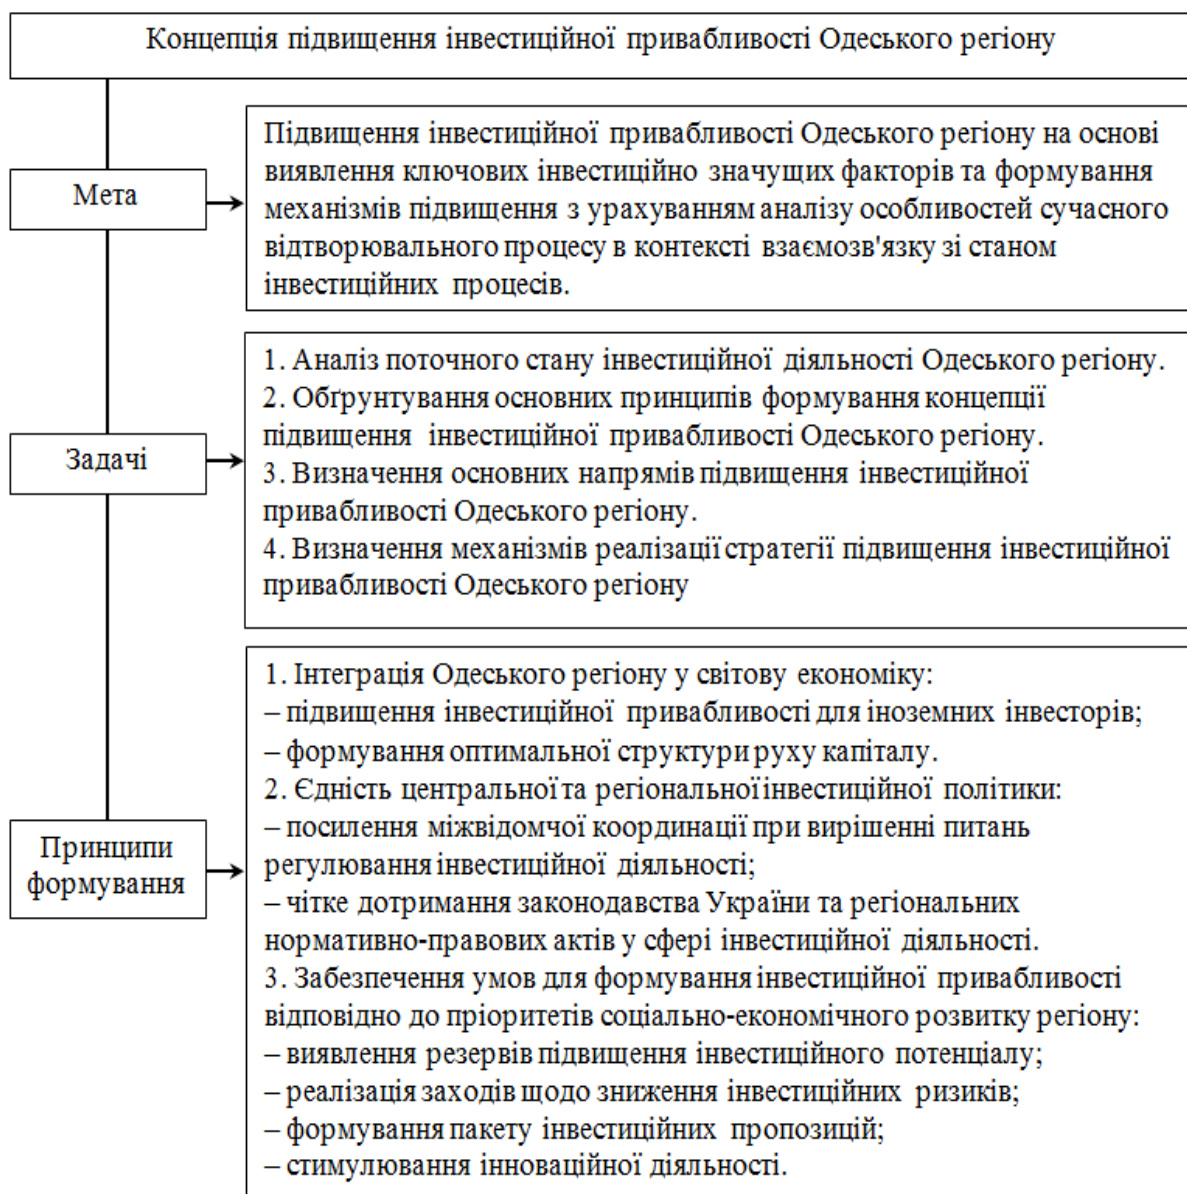 Концепція підвищення інвестиційної привабливості Одеського регіону
Мета
Підвищення інвестиційної привабливості Одеського регіону на основі
виявлення ключових інвестиційно значущих факторів та формування
механізмів підвищення з урахуванням аналізу особливостей сучасного
відтворювального процесу в контексті взаємозв'язку зі станом
інвестиційних процесів.
Задачі
1. Аналіз поточного стану інвестиційної діяльності Одеського регіону.
2. Обґрунтування основних принципів формування концепції
підвищення інвестиційної привабливості Одеського регіону.
3. Визначення основних напрямів підвищення інвестиційної
привабливості Одеського регіону.
4. Визначення механізмів реалізації стратегії підвищення інвестиційної
привабливості Одеського регіону
Принципи
формування
1. Інтеграція Одеського регіону у світову економіку:
– підвищення інвестиційної привабливості для іноземних інвесторів;
– формування оптимальної структури руху капіталу.
2. Єдність центральної та регіональної інвестиційної політики:
– посилення міжвідомчої координації при вирішенні питань
регулювання інвестиційної діяльності;
– чітке дотримання законодавства України та регіональних
нормативно-правових актів у сфері інвестиційної діяльності.
3. Забезпечення умов для формування інвестиційної привабливості
відповідно до пріоритетів соціально-економічного розвитку регіону:
– виявлення резервів підвищення інвестиційного потенціалу;
– реалізація заходів щодо зниження інвестиційних ризиків;
– формування пакету інвестиційних пропозицій;
– стимулювання інноваційної діяльності.